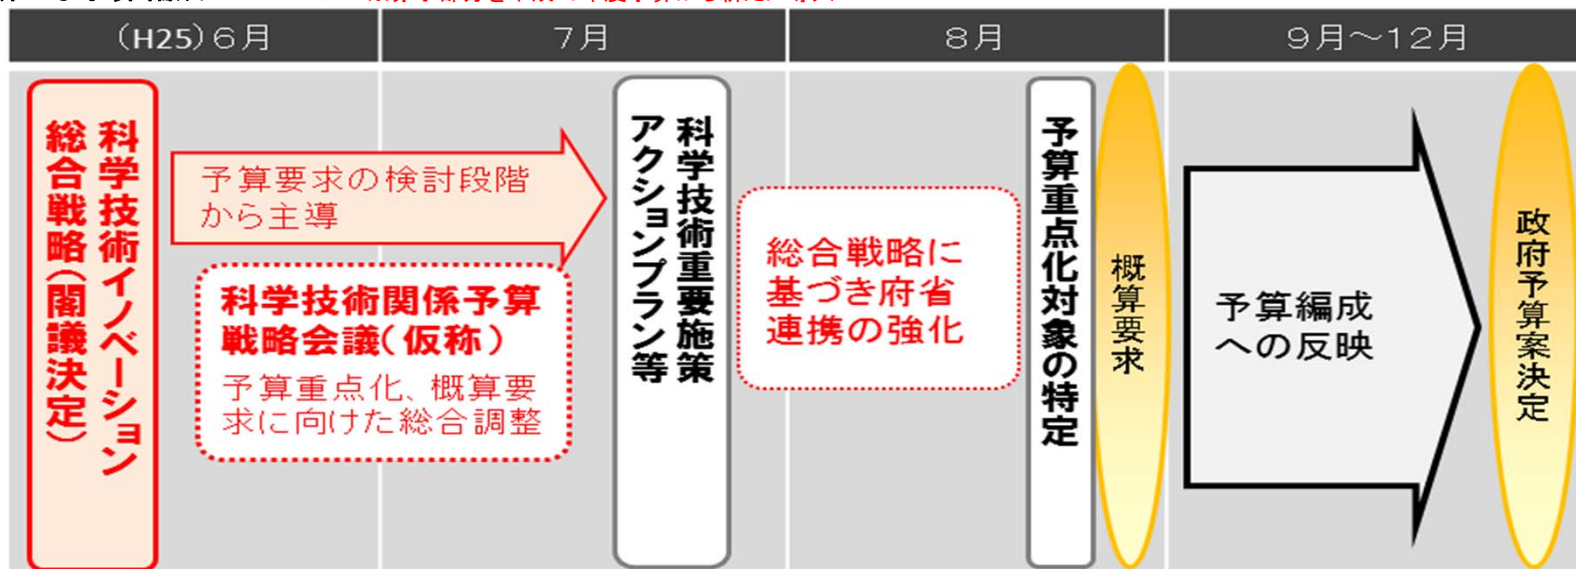 (H25)6月
7月
8月
9月～12月
科学技術イノベーション
総合戦略(閣議決定)
予算要求の検討段階
から主導
科学技術関係予算
戦略会議(仮称)
予算重点化、概算要
求に向けた総合調整
科学技術重要施策
アクションプラン等
総合戦略に
基づき府省
連携の強化
予算重点化対象の特定
概算要求
予算編成
への反映
政府予算案決定